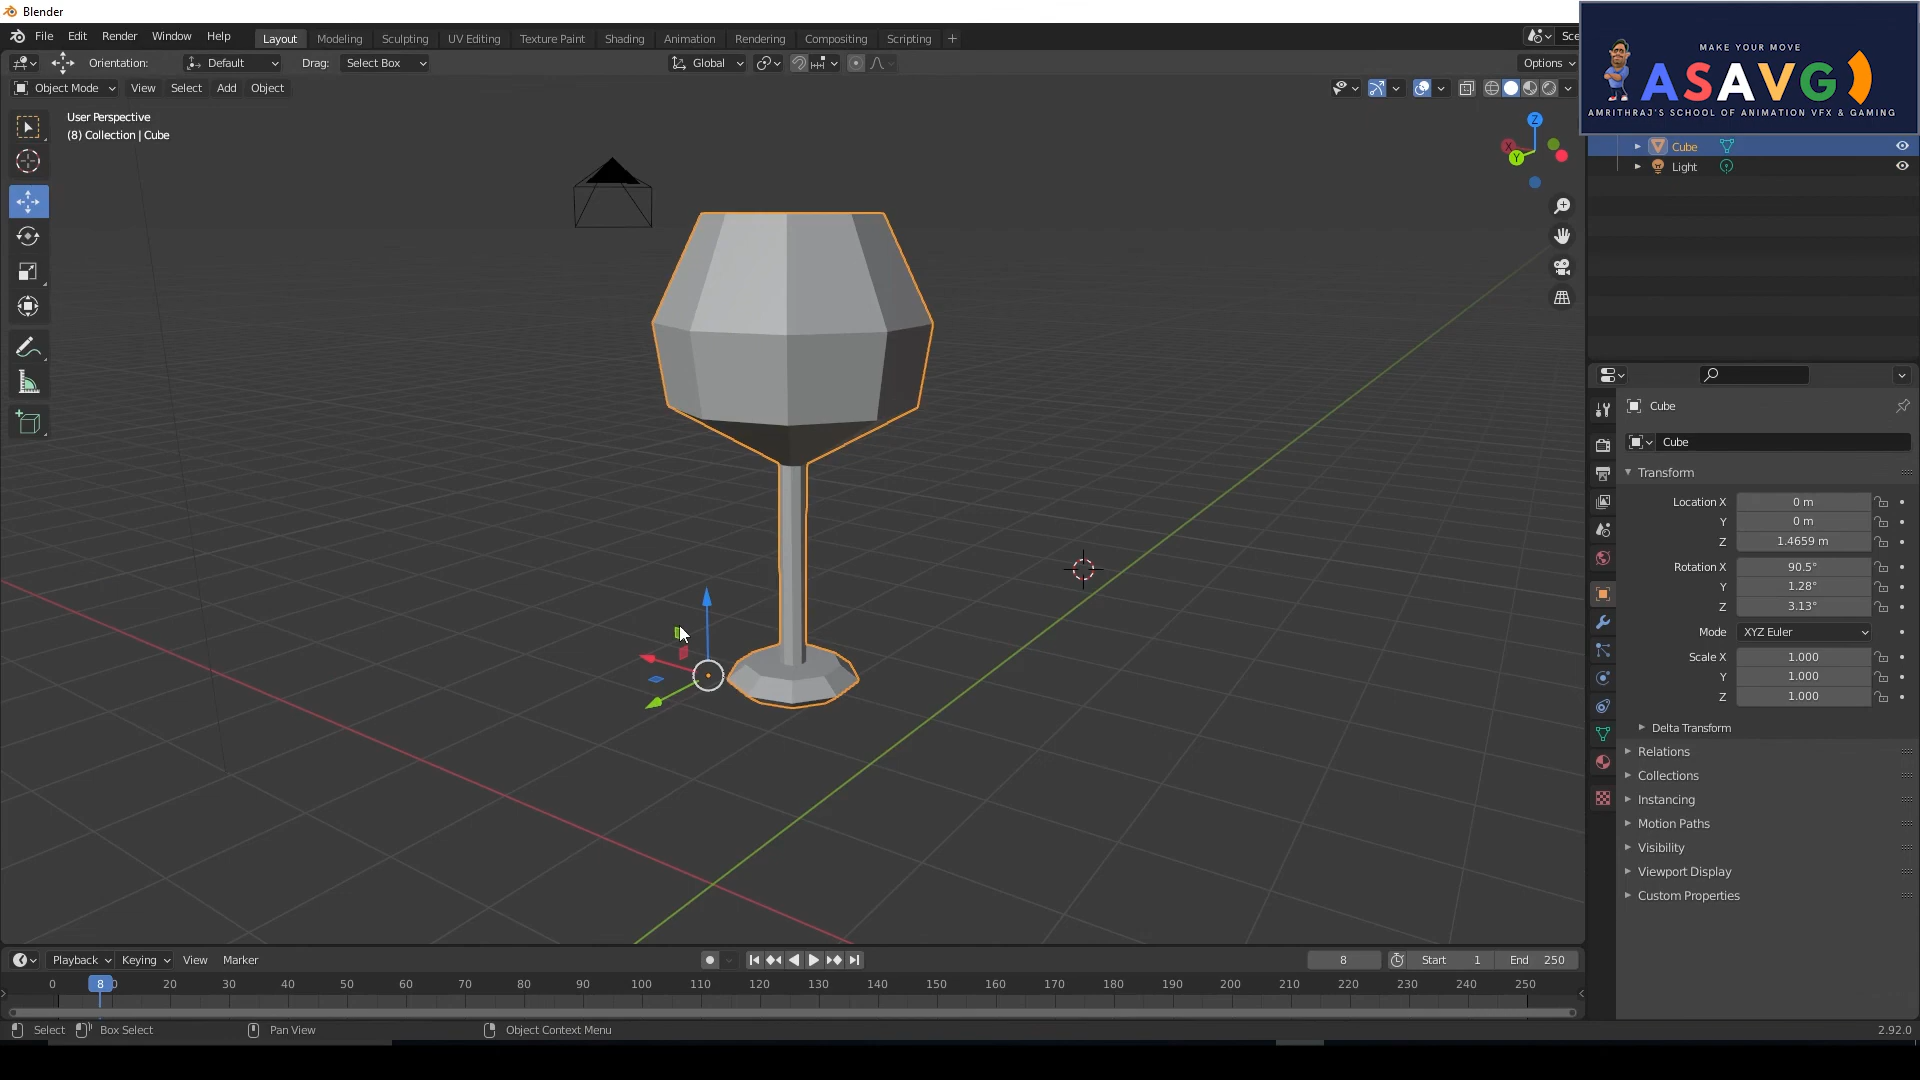 Blender
File Edit Render Window Help Layout Modeling Sculpting UV Editing Texture Paint Shading Animation Rendering Compositing Scripting + Sce
Orientation: Default Drag: Select Box Global Options
Object Mode View Select Add Object
User Perspective
(8) Collection | Cube
Z
X
Y
MAKE YOUR MOVE
ASAVG
AMRITHRAJ'S SCHOOL OF ANIMATION VFX & GAMING
Cube
Light
Cube
Cube
Transform
Location X 0 m
Y 0 m
Z 1.4659 m
Rotation X 90.5°
Y 1.28°
Z 3.13°
Mode XYZ Euler
Scale X 1.000
Y 1.000
Z 1.000
Delta Transform
Relations
Collections
Instancing
Motion Paths
Visibility
Viewport Display
Custom Properties
Playback Keying View Marker 8 Start 1 End 250
0 8 20 30 40 50 60 70 80 90 100 110 120 130 140 150 160 170 180 190 200 210 220 230 240 250
Select Box Select Pan View Object Context Menu 2.92.0